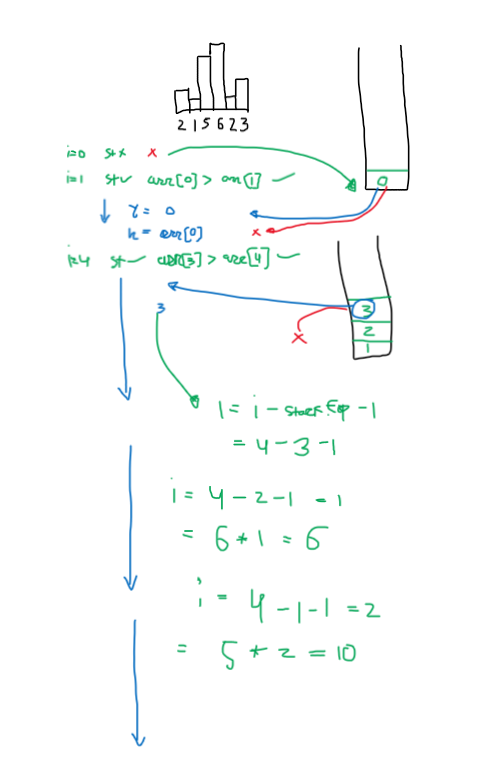 2 1 5 6 2 3
i=0 st x x
i=1 st✓ arr[0] > arr[1] ✓
0
r = 0
h = arr[0] x
i=4 st✓ arr[3] > arr[4] ✓
3
3
2
1
x
l = i - stack.top - 1
= 4 - 3 - 1
i = 4 - 2 - 1 = 1
= 6 * 1 = 6
i = 4 - 1 - 1 = 2
= 5 * 2 = 10